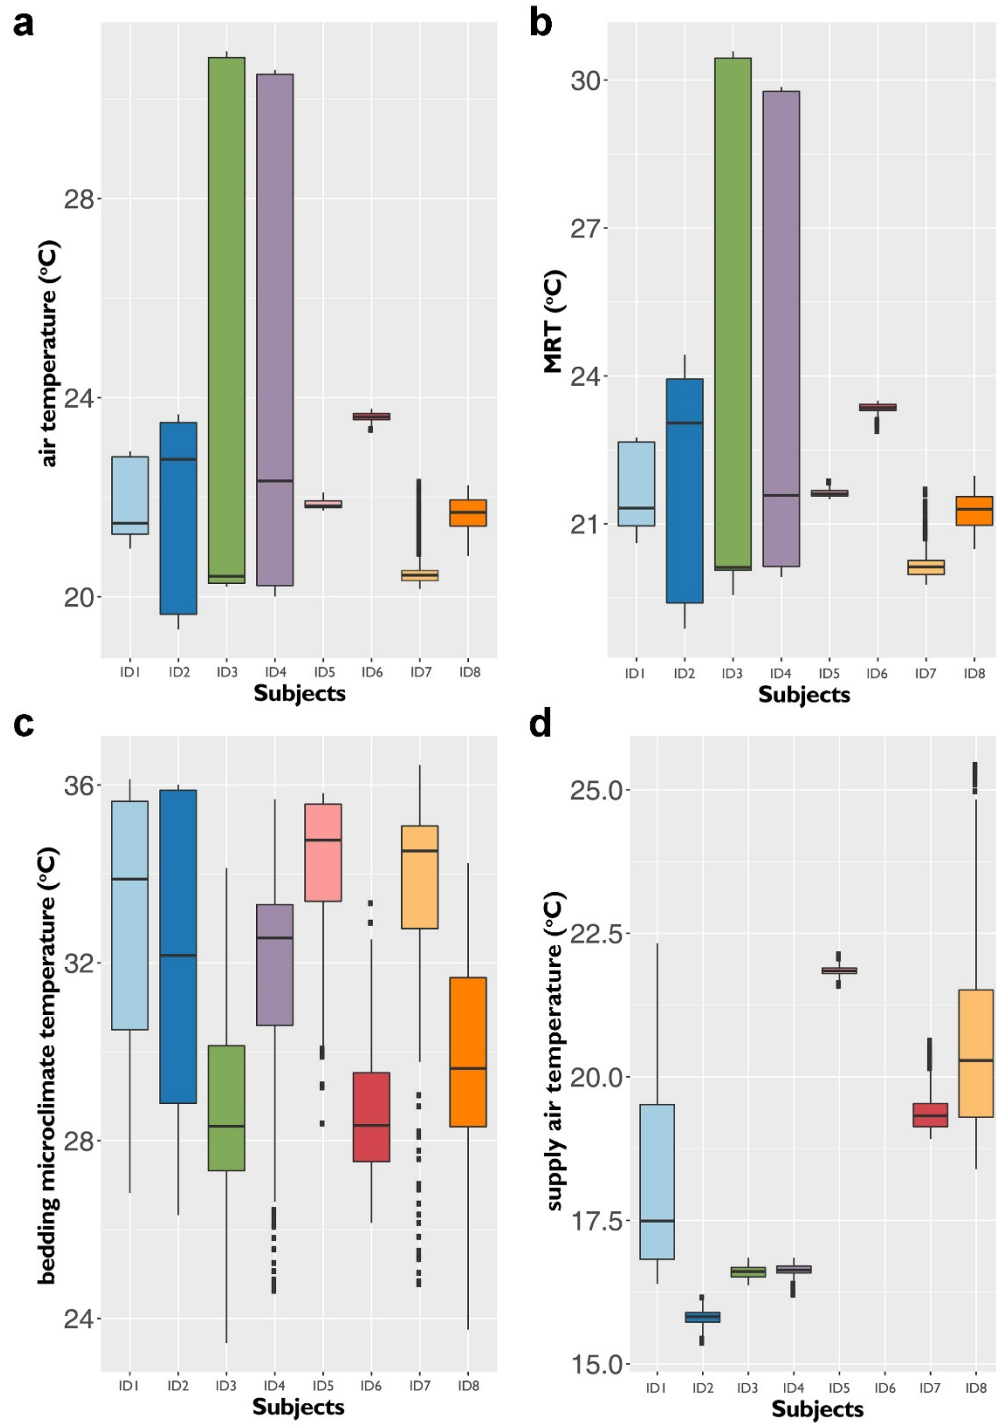 a
28
24
20
air temperature (°C)
ID1 ID2 ID3 ID4 ID5 ID6 ID7 ID8
Subjects
b
30
27
24
21
MRT (°C)
ID1 ID2 ID3 ID4 ID5 ID6 ID7 ID8
Subjects
c
36
32
28
24
bedding microclimate temperature (°C)
ID1 ID2 ID3 ID4 ID5 ID6 ID7 ID8
Subjects
d
25.0
22.5
20.0
17.5
15.0
supply air temperature (°C)
ID1 ID2 ID3 ID4 ID5 ID6 ID7 ID8
Subjects